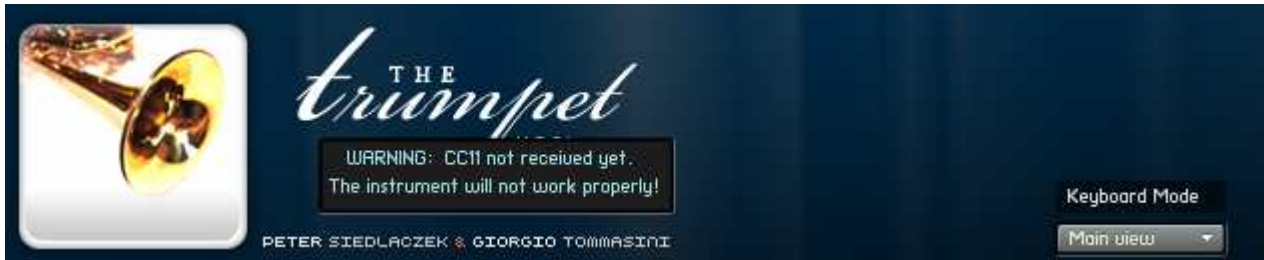 THE
trumpet
WARNING: CC11 not received yet.
The instrument will not work properly!
PETER SIEDLACZEK & GIORGIO TOMMASINI
Keyboard Mode
Main view